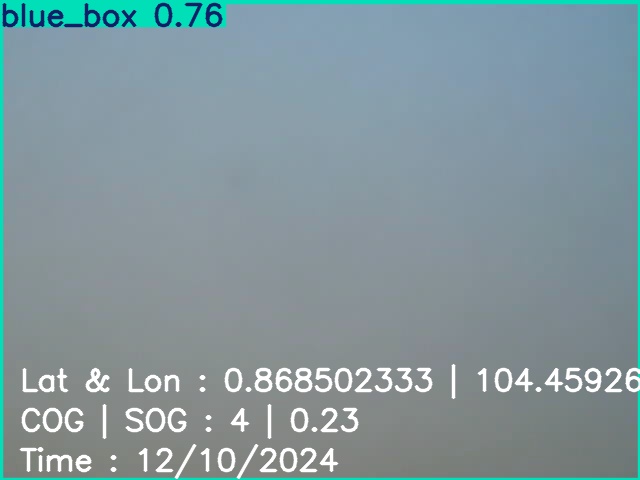 blue_box 0.76
Lat & Lon : 0.868502333 | 104.45926
COG | SOG : 4 | 0.23
Time : 12/10/2024